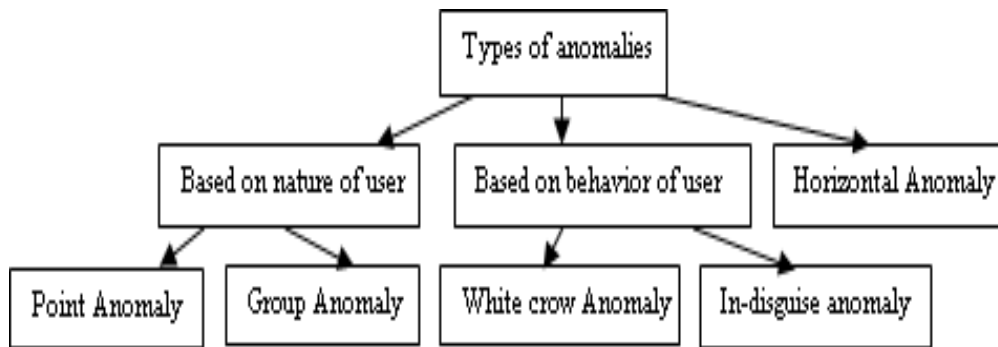 Types of anomalies
Based on nature of user
Based on behavior of user
Horizontal Anomaly
Point Anomaly
Group Anomaly
White crow Anomaly
In-disguise anomaly